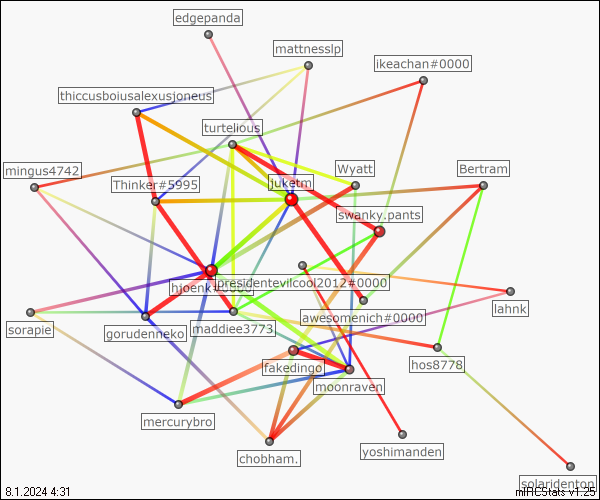 edgepanda
mattnesslp
ikeachan#0000
thiccusboiusalexusjoneus
turtelious
mingus4742
Wyatt
Bertram
Thinker#5995
juketm
swanky.pants
hjoenk#0000
presidentevilcool2012#0000
lahnk
sorapie
gorudenneko
maddiee3773
awesomenich#0000
fakedingo
moonraven
hos8778
mercurybro
chobham.
yoshimanden
solaridenton
8.1.2024 4:31
mIRCStats v1.25